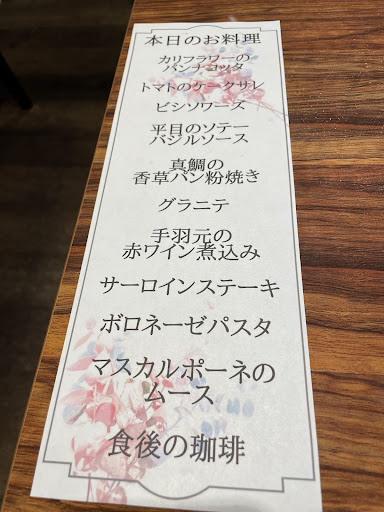 本日のお料理
カリフラワーの
パンナコッタ
トマトのケークサレ
ビシソワーズ
平目のソテー
バジルソース
真鯛の
香草パン粉焼き
グラニテ
手羽元の
赤ワイン煮込み
サーロインステーキ
ボロネーゼパスタ
マスカルポーネの
ムース
食後の珈琲